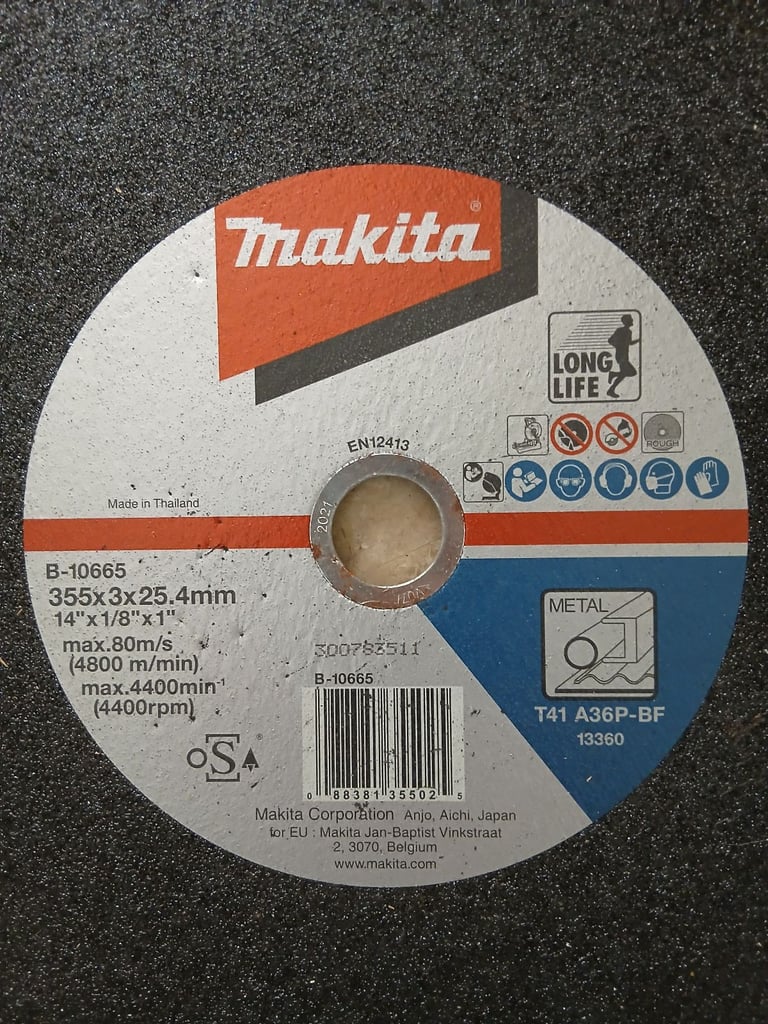 makita®
LONG
LIFE
EN12413
ROUGH
2021
Made in Thailand
B-10665
355x3x25.4mm
14"x1/8"x1"
max.80m/s
(4800 m/min)
max.4400min⁻¹
(4400rpm)
METAL
T41 A36P-BF
13360
300783511
B-10665
0 88381 35502 5
oS
Makita Corporation Anjo, Aichi, Japan
for EU : Makita Jan-Baptist Vinkstraat
2, 3070, Belgium
www.makita.com